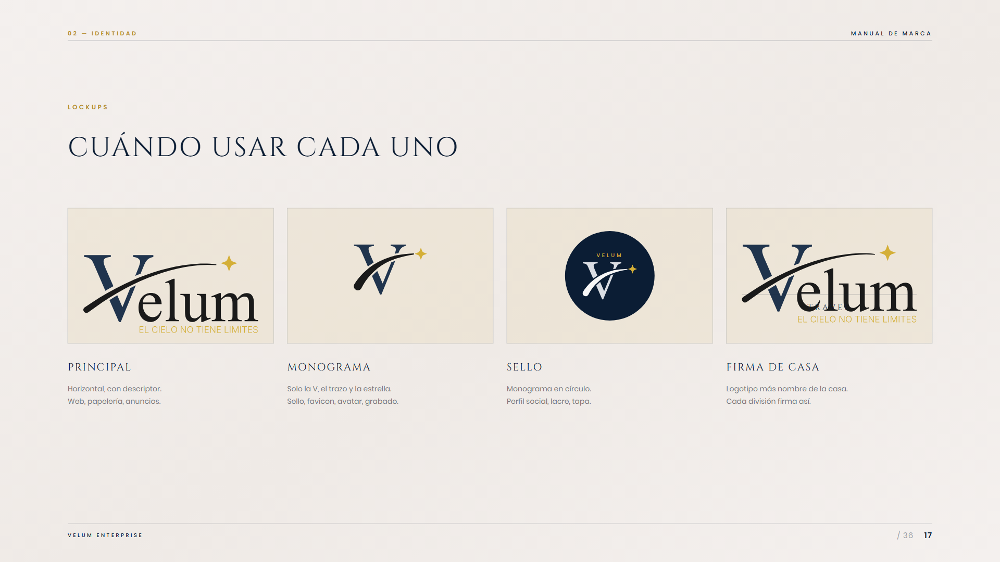 02 — IDENTIDAD
MANUAL DE MARCA
LOCKUPS
CUÁNDO USAR CADA UNO
Velum
EL CIELO NO TIENE LIMITES
V
VELUM
V
Velum
EL CIELO NO TIENE LIMITES
PRINCIPAL
Horizontal, con descriptor.
Web, papelería, anuncios.
MONOGRAMA
Solo la V, el trazo y la estrella.
Sello, favicon, avatar, grabado.
SELLO
Monograma en círculo.
Perfil social, lacre, tapa.
FIRMA DE CASA
Logotipo más nombre de la casa.
Cada división firma así.
VELUM ENTERPRISE
/ 36 17